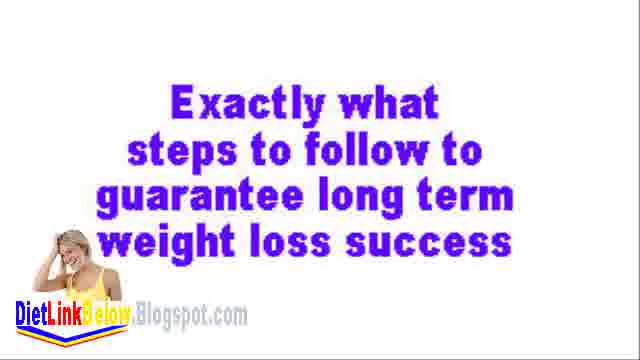 Exactly what
steps to follow to
guarantee long term
weight loss success
DietLinkBelow.Blogspot.com